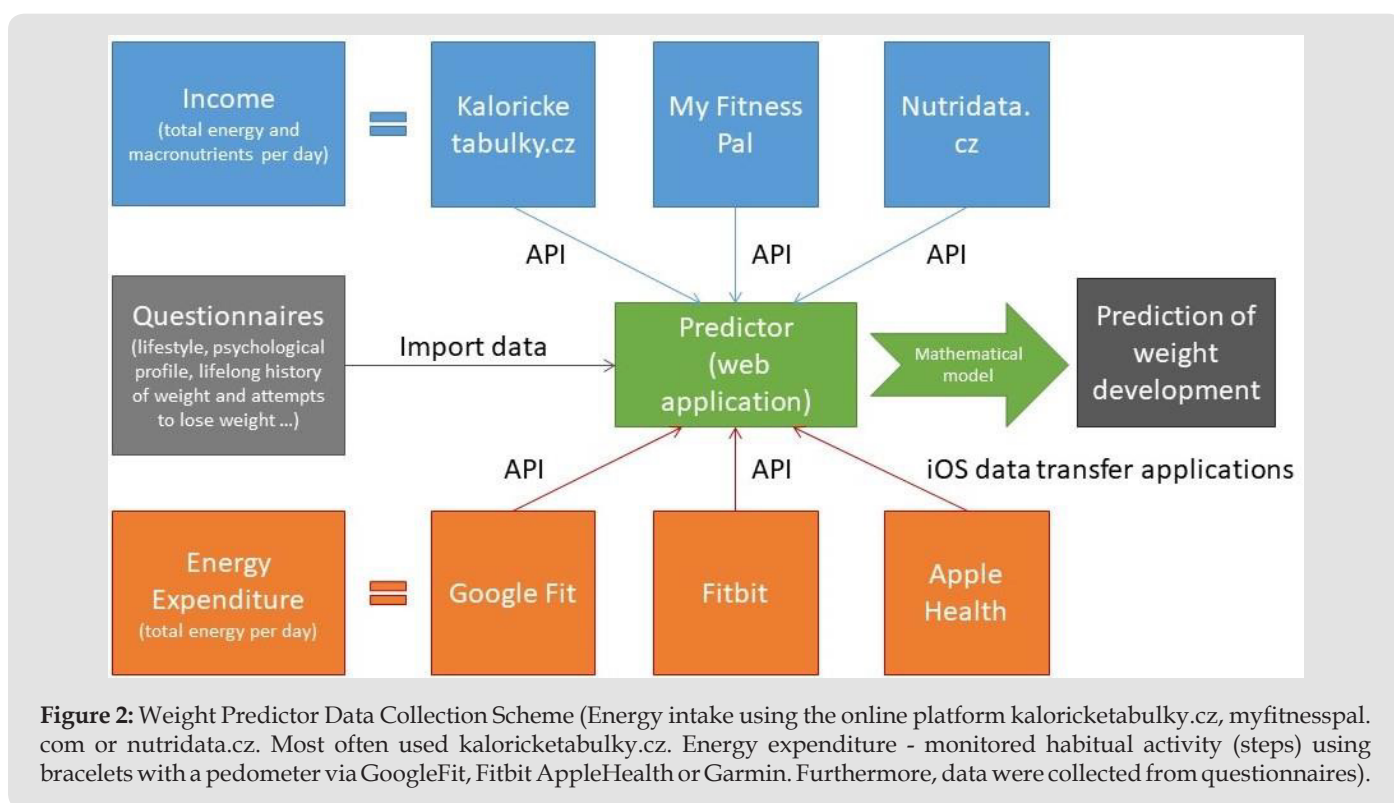 Income
(total energy and
macronutrients per day)
=
Kaloricke
tabulky.cz
My Fitness
Pal
Nutridata.
cz
API
API
API
Questionnaires
(lifestyle, psychological
profile, lifelong history
of weight and attempts
to lose weight ...)
Import data
Predictor
(web
application)
Mathematical
model
Prediction of
weight
development
API
API
iOS data transfer applications
Energy
Expenditure
(total energy per day)
=
Google Fit
Fitbit
Apple
Health
Figure 2: Weight Predictor Data Collection Scheme (Energy intake using the online platform kaloricketabulky.cz, myfitnesspal.
com or nutridata.cz. Most often used kaloricketabulky.cz. Energy expenditure - monitored habitual activity (steps) using
bracelets with a pedometer via GoogleFit, Fitbit AppleHealth or Garmin. Furthermore, data were collected from questionnaires).